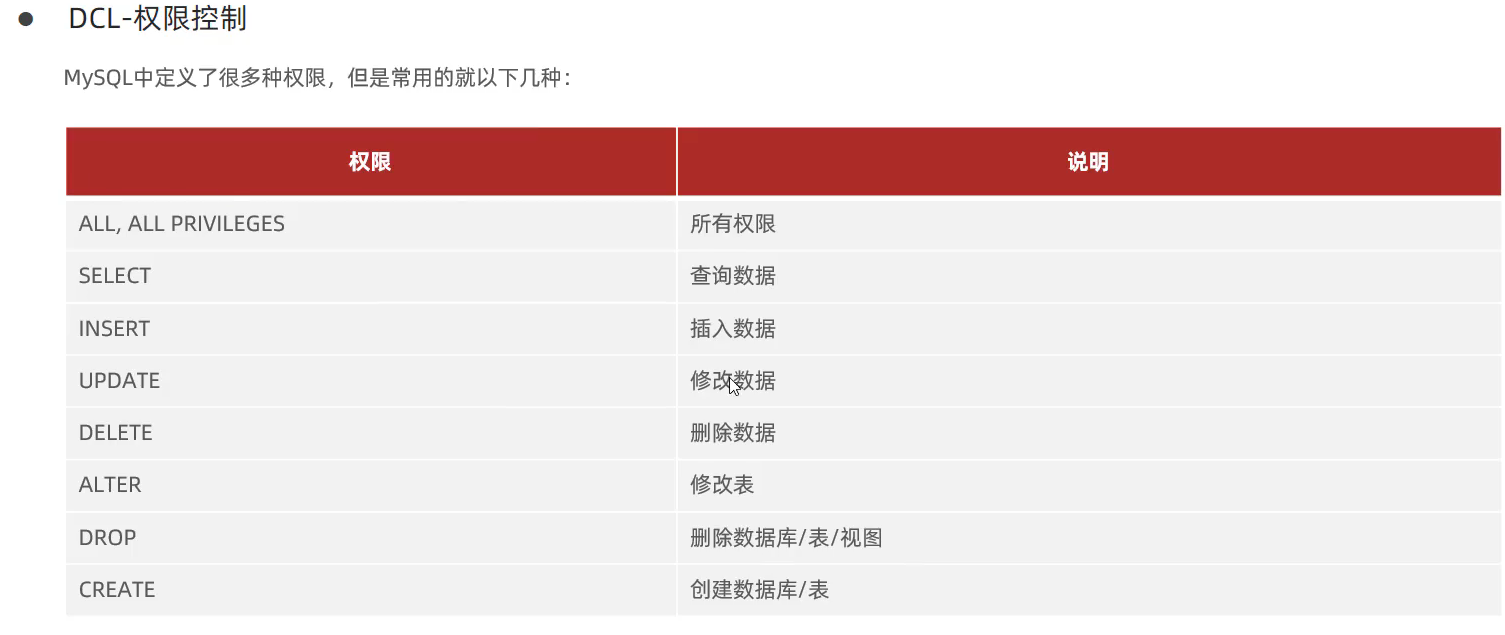 DCL-权限控制
MySQL中定义了很多种权限，但是常用的就以下几种：
权限 说明
ALL, ALL PRIVILEGES 所有权限
SELECT 查询数据
INSERT 插入数据
UPDATE 修改数据
DELETE 删除数据
ALTER 修改表
DROP 删除数据库/表/视图
CREATE 创建数据库/表